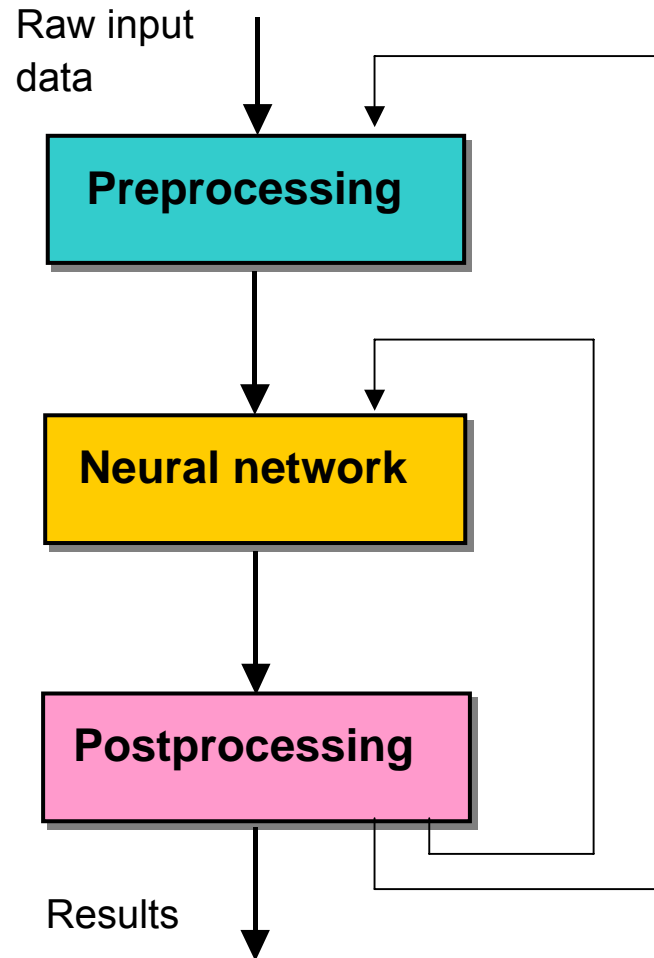 Raw input
data
Preprocessing
Neural network
Postprocessing
Results